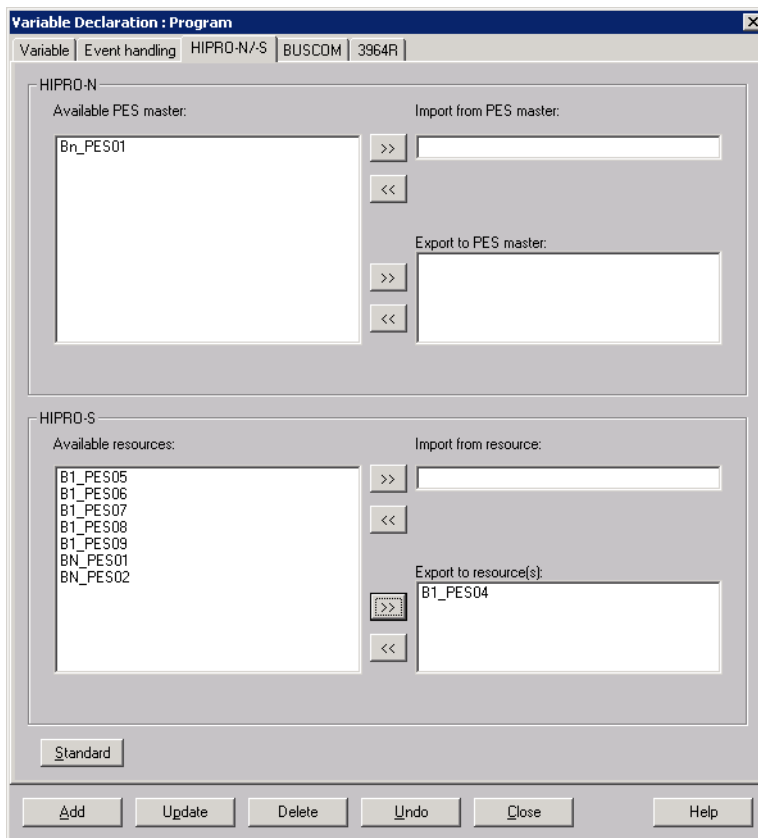 Variable Declaration : Program
Variable Event handling HIPRO-N/-S BUSCOM 3964R
HIPRO-N
Available PES master:
Bn_PES01
>>
<<
Import from PES master:
Export to PES master:
>>
<<
HIPRO-S
Available resources:
B1_PES05
B1_PES06
B1_PES07
B1_PES08
B1_PES09
BN_PES01
BN_PES02
>>
<<
Import from resource:
Export to resource(s):
B1_PES04
>>
<<
Standard
Add Update Delete Undo Close Help